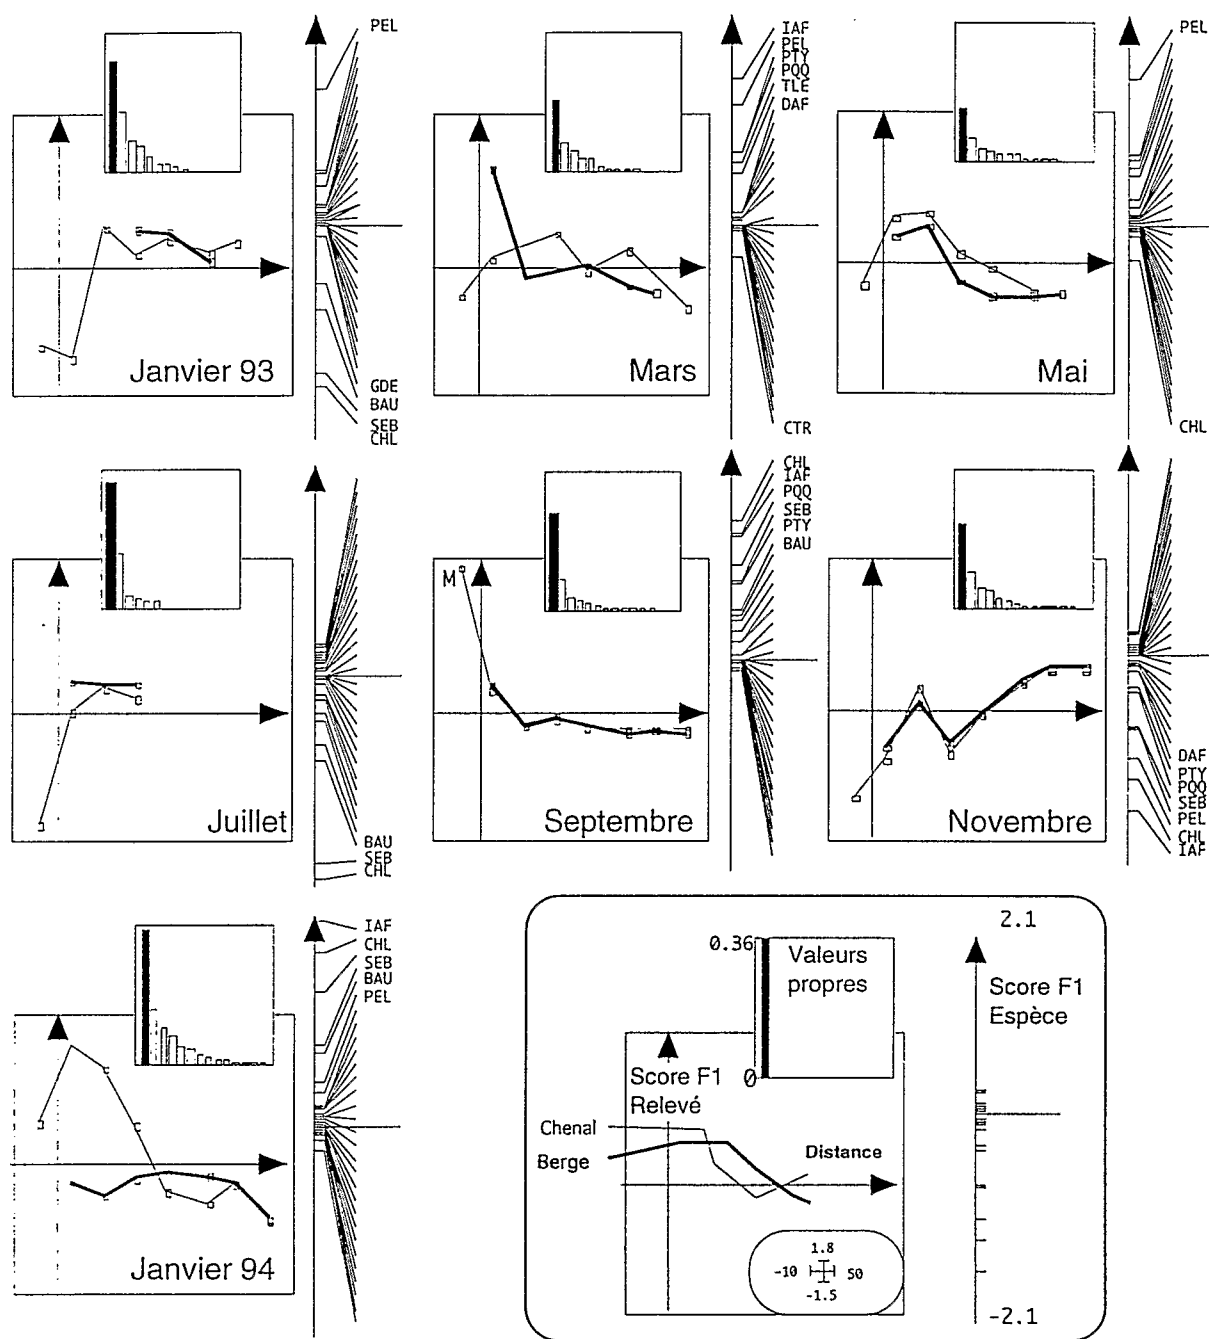 PEL
Janvier 93
GDE
BAU
SEB
CHL
IAF
PEL
PTY
PQQ
TLE
DAF
Mars
CTR
PEL
Mai
CHL
Juillet
BAU
SEB
CHL
CHL
IAF
PQQ
SEB
PTY
BAU
M
Septembre
Novembre
DAF
PTY
PQQ
SEB
PEL
CHL
IAF
IAF
CHL
SEB
BAU
PEL
Janvier 94
2.1
0.36
Valeurs
propres
Score F1
Espèce
0
Score F1
Relevé
Chenal
Berge
Distance
1.8
-10 50
-1.5
-2.1